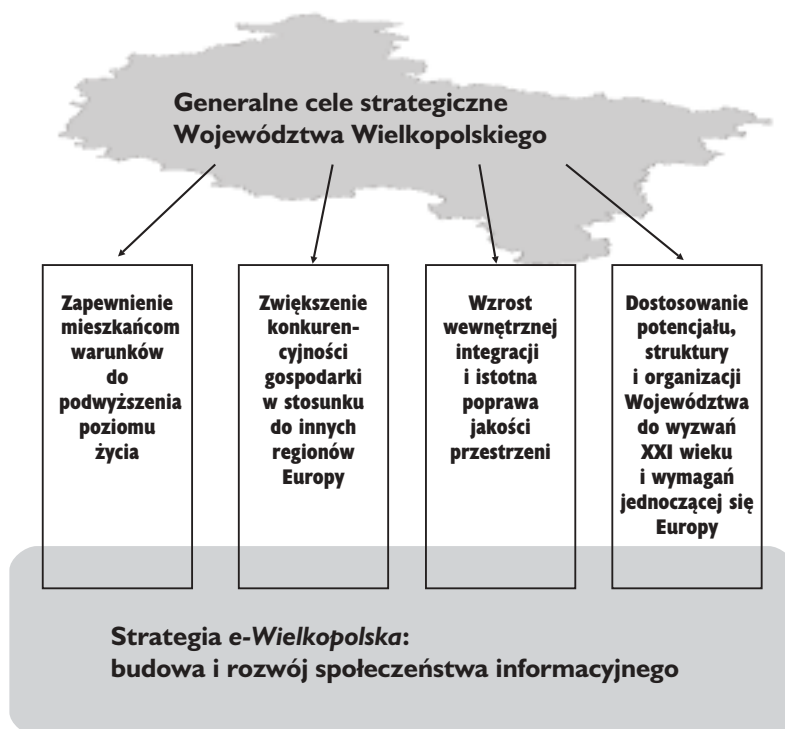 Generalne cele strategiczne
Województwa Wielkopolskiego
Zapewnienie
mieszkańcom
warunków
do
podwyższenia
poziomu
życia
Zwiększenie
konkuren-
cyjności
gospodarki
w stosunku
do innych
regionów
Europy
Wzrost
wewnętrznej
integracji
i istotna
poprawa
jakości
przestrzeni
Dostosowanie
potencjału,
struktury
i organizacji
Województwa
do wyzwań
XXI wieku
i wymagań
jednoczącej się
Europy
Strategia e-Wielkopolska:
budowa i rozwój społeczeństwa informacyjnego